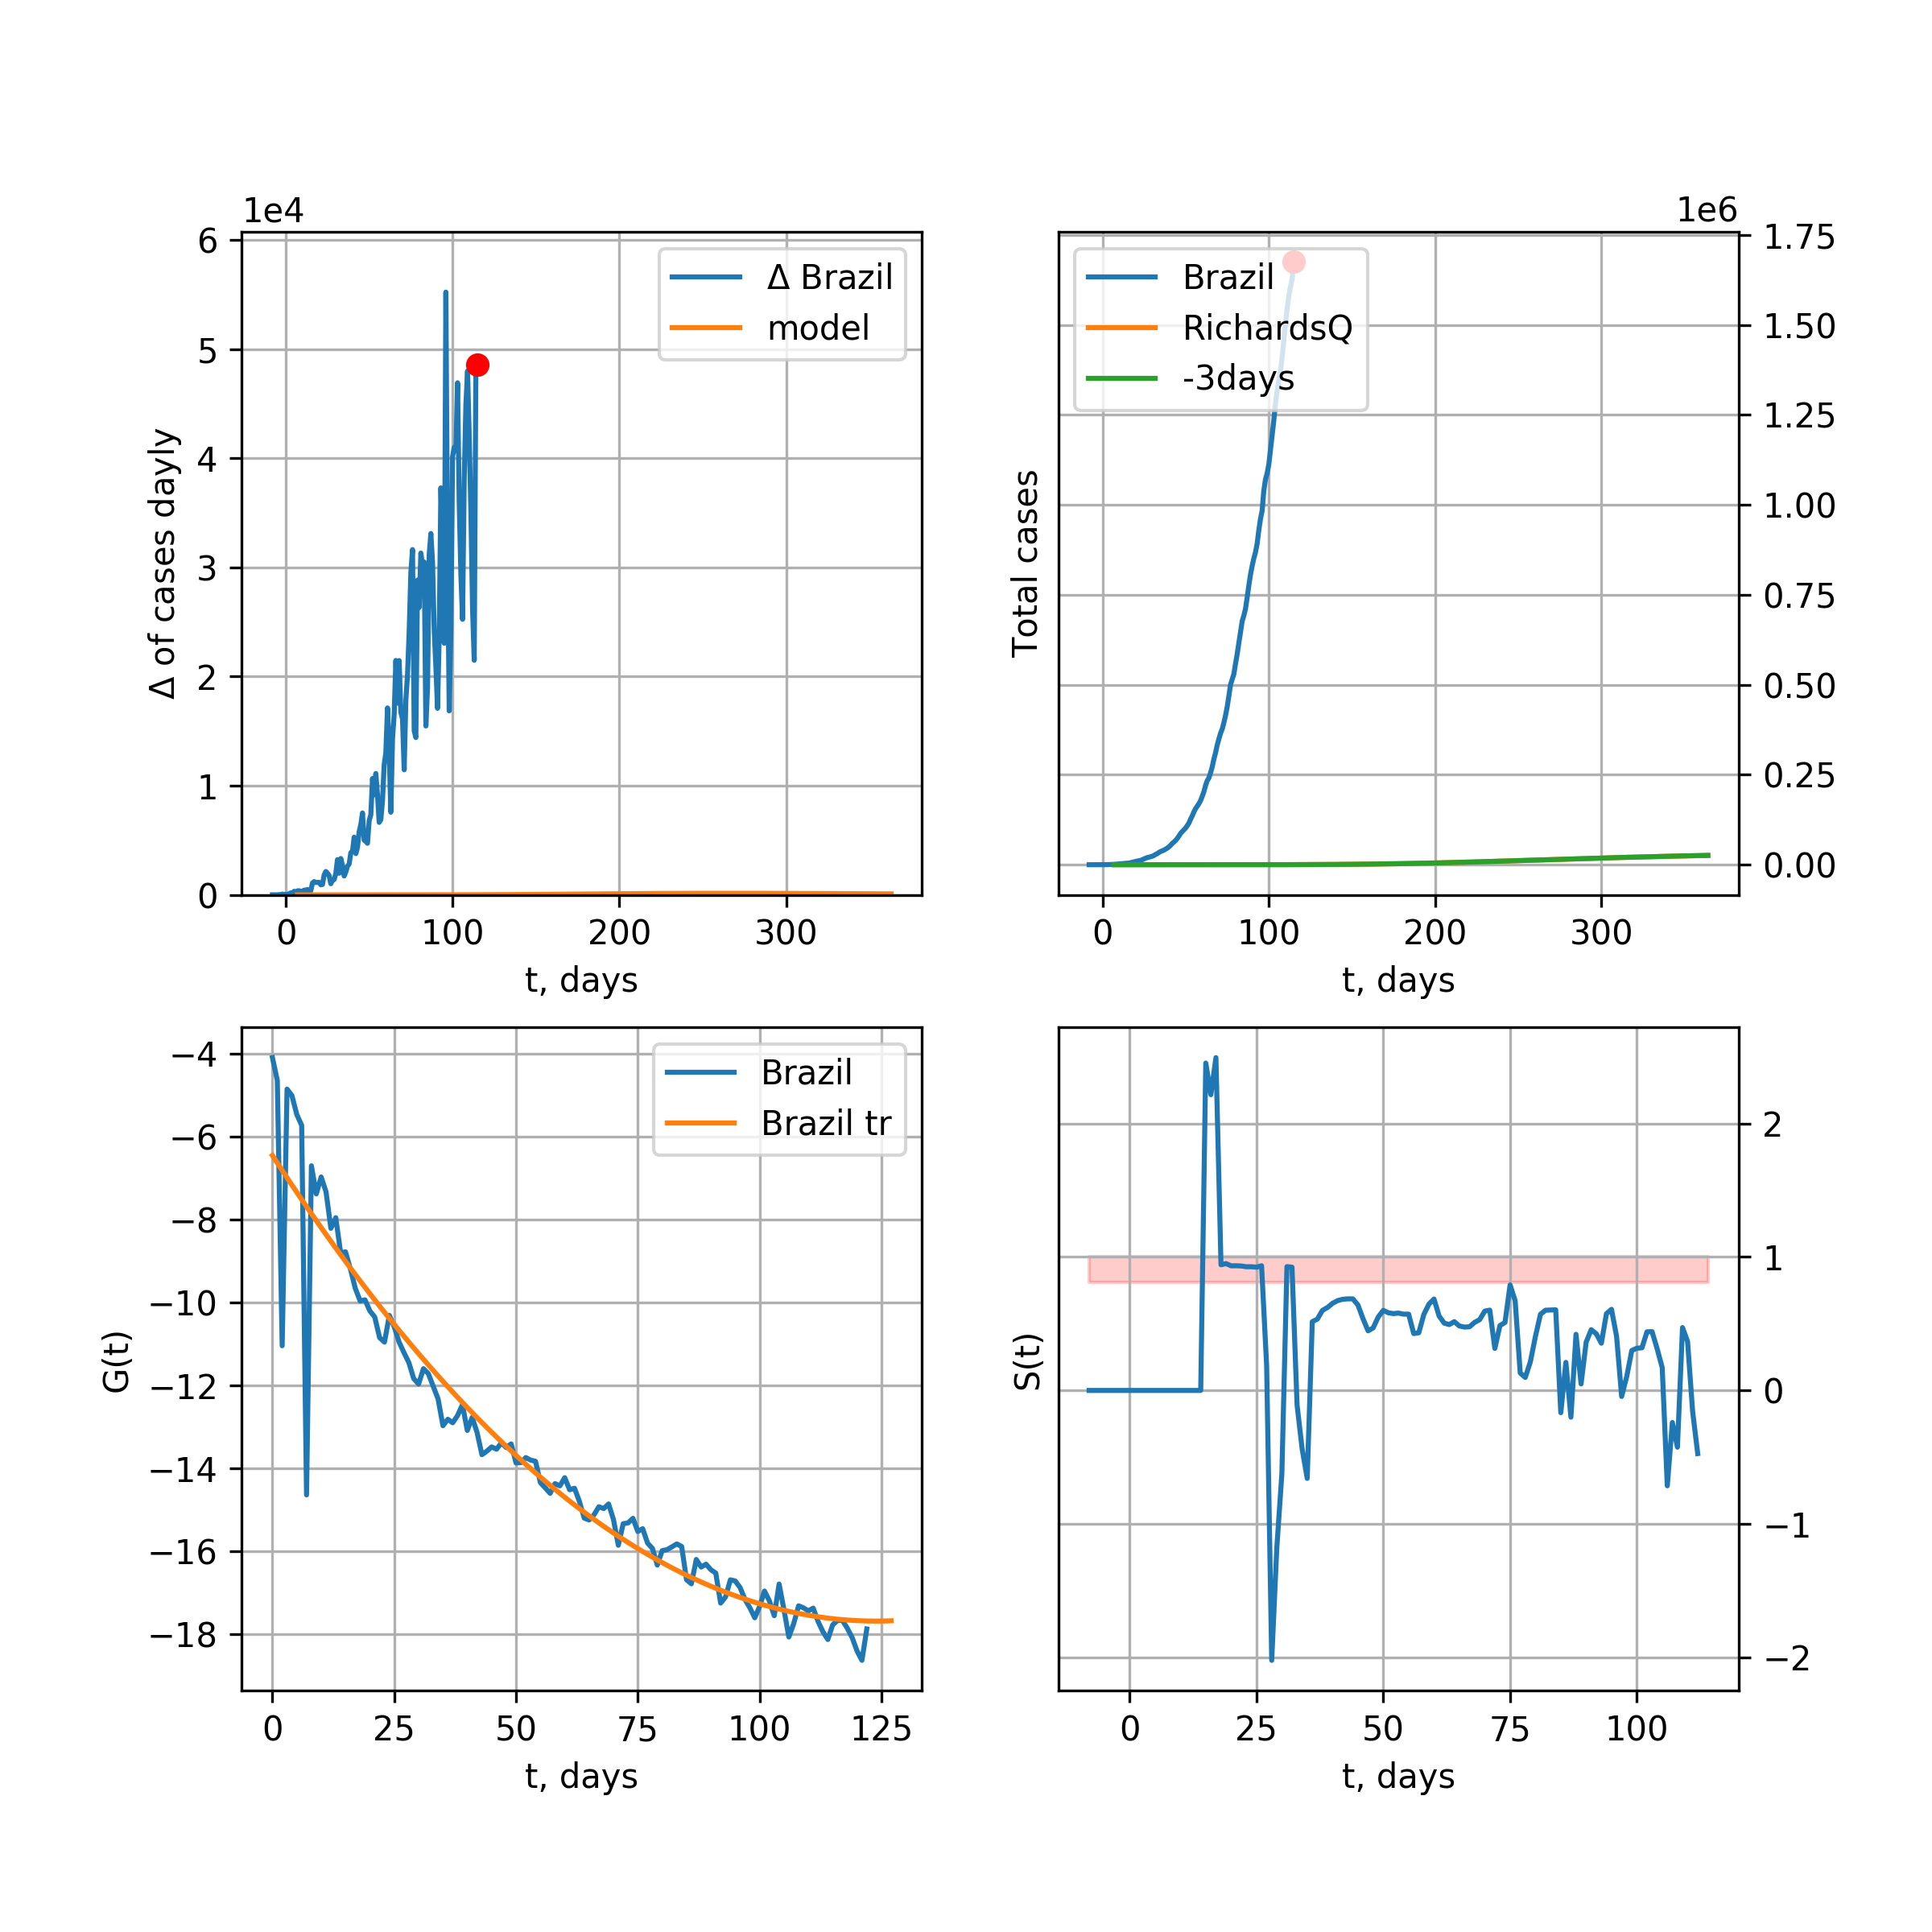 1e4
6
5
4
3
2
1
0
Δ of cases dayly
Δ Brazil
model
0 100 200 300
t, days
1e6
1.75
1.50
1.25
1.00
0.75
0.50
0.25
0.00
Total cases
Brazil
RichardsQ
-3days
0 100 200 300
t, days
−4
−6
−8
−10
−12
−14
−16
−18
G(t)
Brazil
Brazil tr
0 25 50 75 100 125
t, days
2
1
0
−1
−2
S(t)
0 25 50 75 100
t, days